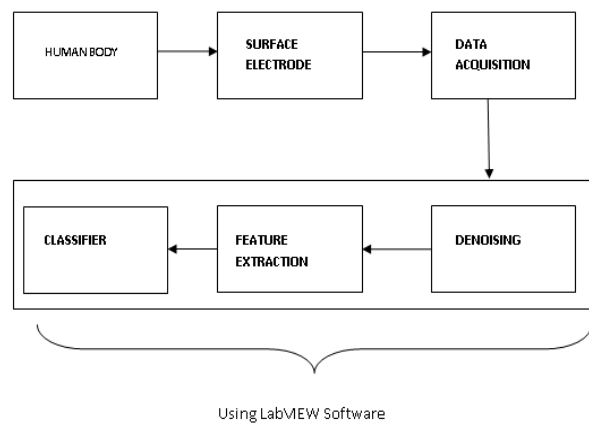 HUMAN BODY
SURFACE
ELECTRODE
DATA
ACQUISITION
CLASSIFIER
FEATURE
EXTRACTION
DENOISING
Using LabVIEW Software